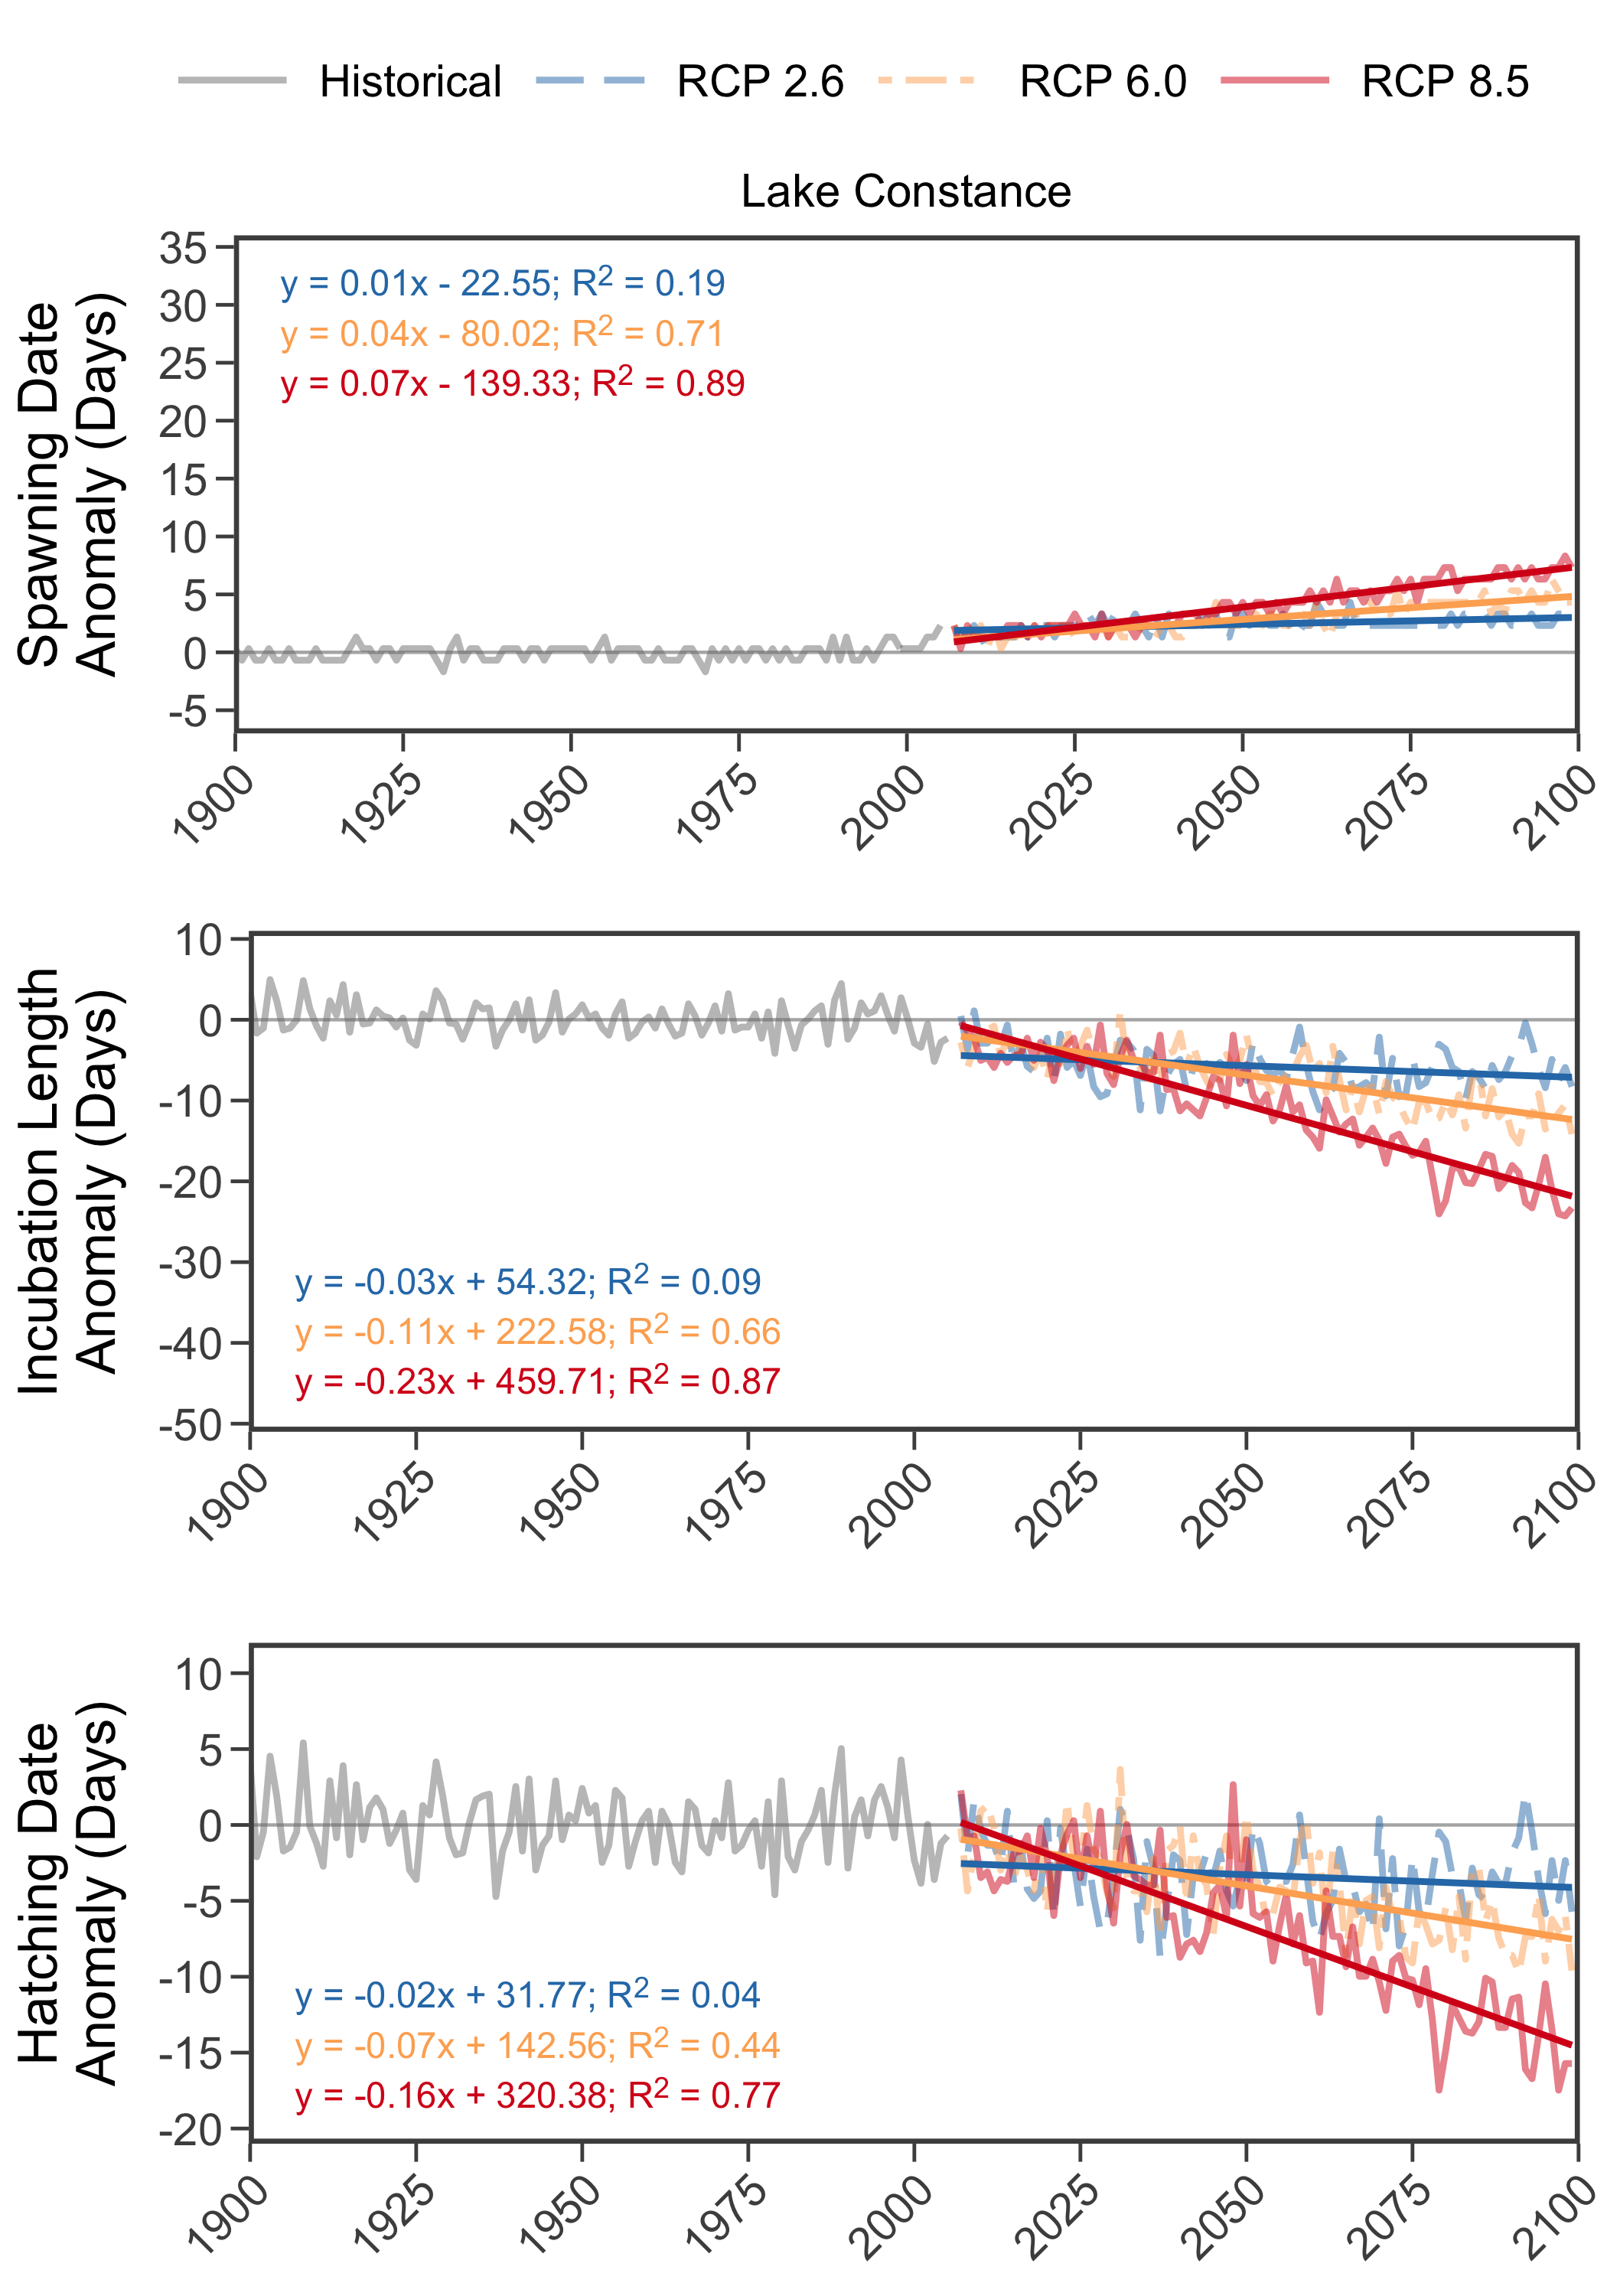 Historical RCP 2.6 RCP 6.0 RCP 8.5
Lake Constance
Spawning Date
Anomaly (Days)
35
30
25
20
15
10
5
0
-5
y = 0.01x - 22.55; R² = 0.19
y = 0.04x - 80.02; R² = 0.71
y = 0.07x - 139.33; R² = 0.89
1900 1925 1950 1975 2000 2025 2050 2075 2100
Incubation Length
Anomaly (Days)
10
0
-10
-20
-30
-40
-50
y = -0.03x + 54.32; R² = 0.09
y = -0.11x + 222.58; R² = 0.66
y = -0.23x + 459.71; R² = 0.87
1900 1925 1950 1975 2000 2025 2050 2075 2100
Hatching Date
Anomaly (Days)
10
5
0
-5
-10
-15
-20
y = -0.02x + 31.77; R² = 0.04
y = -0.07x + 142.56; R² = 0.44
y = -0.16x + 320.38; R² = 0.77
1900 1925 1950 1975 2000 2025 2050 2075 2100